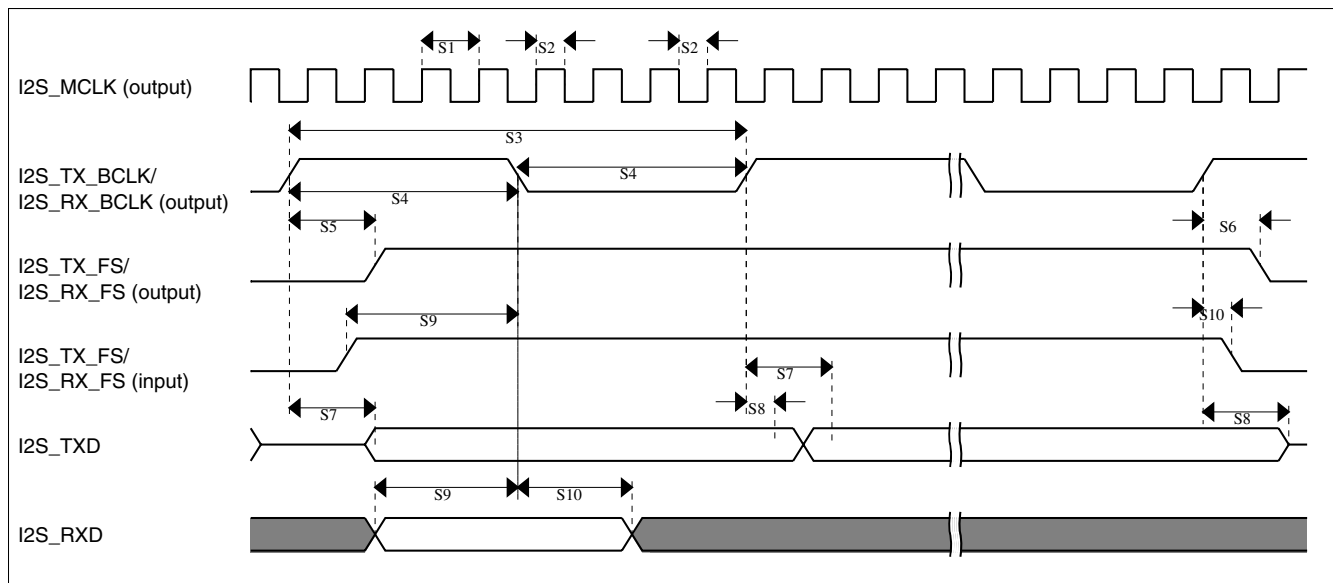 S1
S2
S2
I2S_MCLK (output)
S3
I2S_TX_BCLK/
I2S_RX_BCLK (output)
S4
S4
S5
S6
I2S_TX_FS/
I2S_RX_FS (output)
S9
S10
I2S_TX_FS/
I2S_RX_FS (input)
S7
S7
S8
S8
I2S_TXD
S9
S10
I2S_RXD